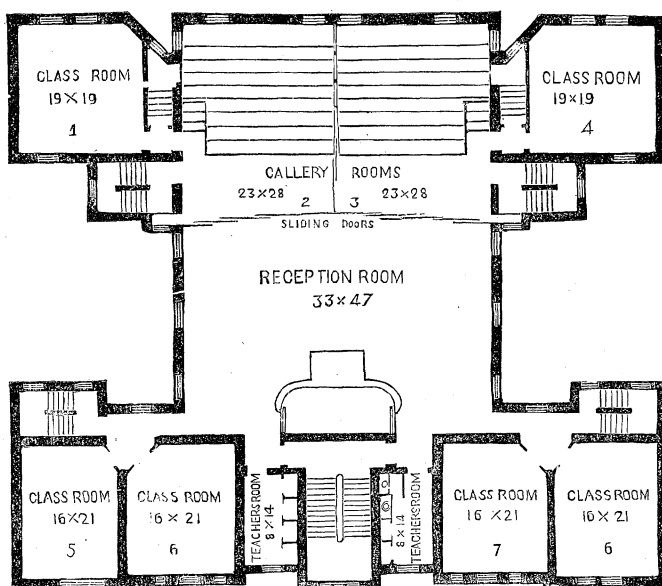 CLASS ROOM
19×19
1
CLASS ROOM
19×19
4
CALLERY ROOMS
23×28 23×28
2 3
SLIDING DOORS
RECEPTION ROOM
33×47
CLASS ROOM
16×21
5
CLASS ROOM
16 × 21
6
TEACHERS ROOM
8×14
TEACHERS ROOM
8×14
CLASS ROOM
16 ×21
7
CLASS ROOM
16×21
6